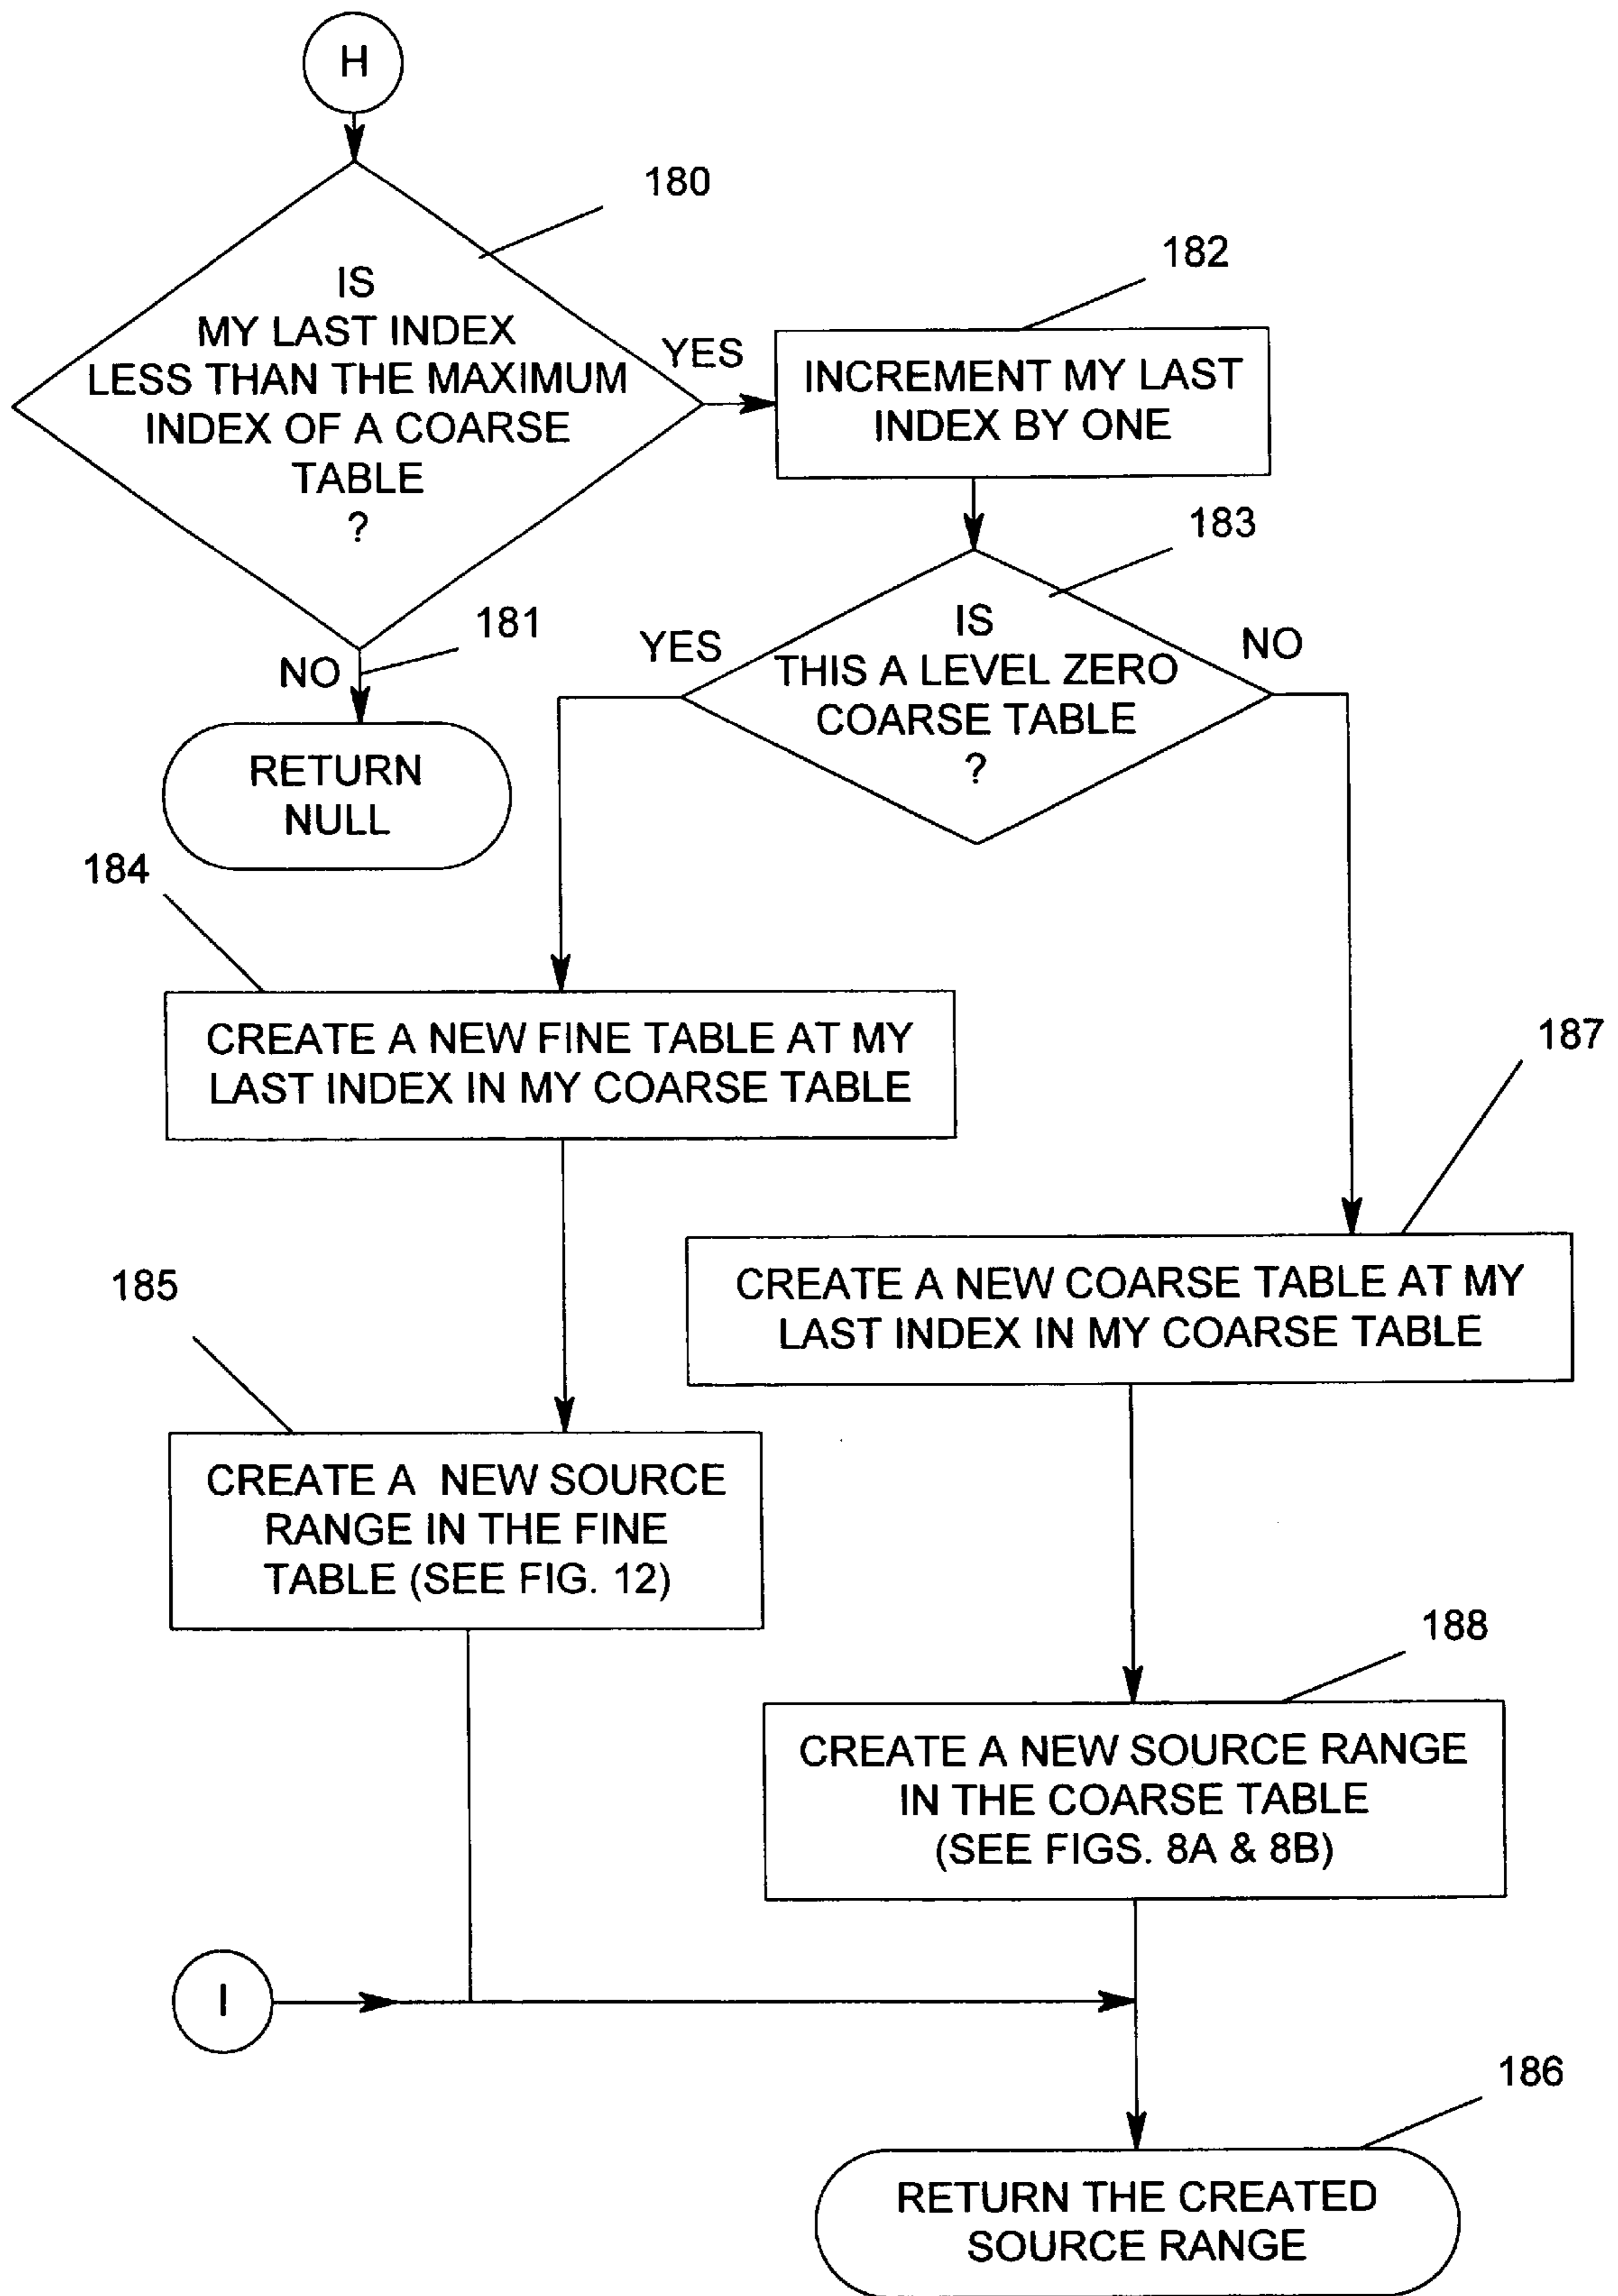 H
180
IS
MY LAST INDEX
LESS THAN THE MAXIMUM
INDEX OF A COARSE
TABLE
?
YES
182
INCREMENT MY LAST
INDEX BY ONE
181
NO
RETURN
NULL
183
IS
THIS A LEVEL ZERO
COARSE TABLE
?
YES
NO
184
CREATE A NEW FINE TABLE AT MY
LAST INDEX IN MY COARSE TABLE
187
CREATE A NEW COARSE TABLE AT MY
LAST INDEX IN MY COARSE TABLE
185
CREATE A NEW SOURCE
RANGE IN THE FINE
TABLE (SEE FIG. 12)
188
CREATE A NEW SOURCE RANGE
IN THE COARSE TABLE
(SEE FIGS. 8A & 8B)
I
186
RETURN THE CREATED
SOURCE RANGE